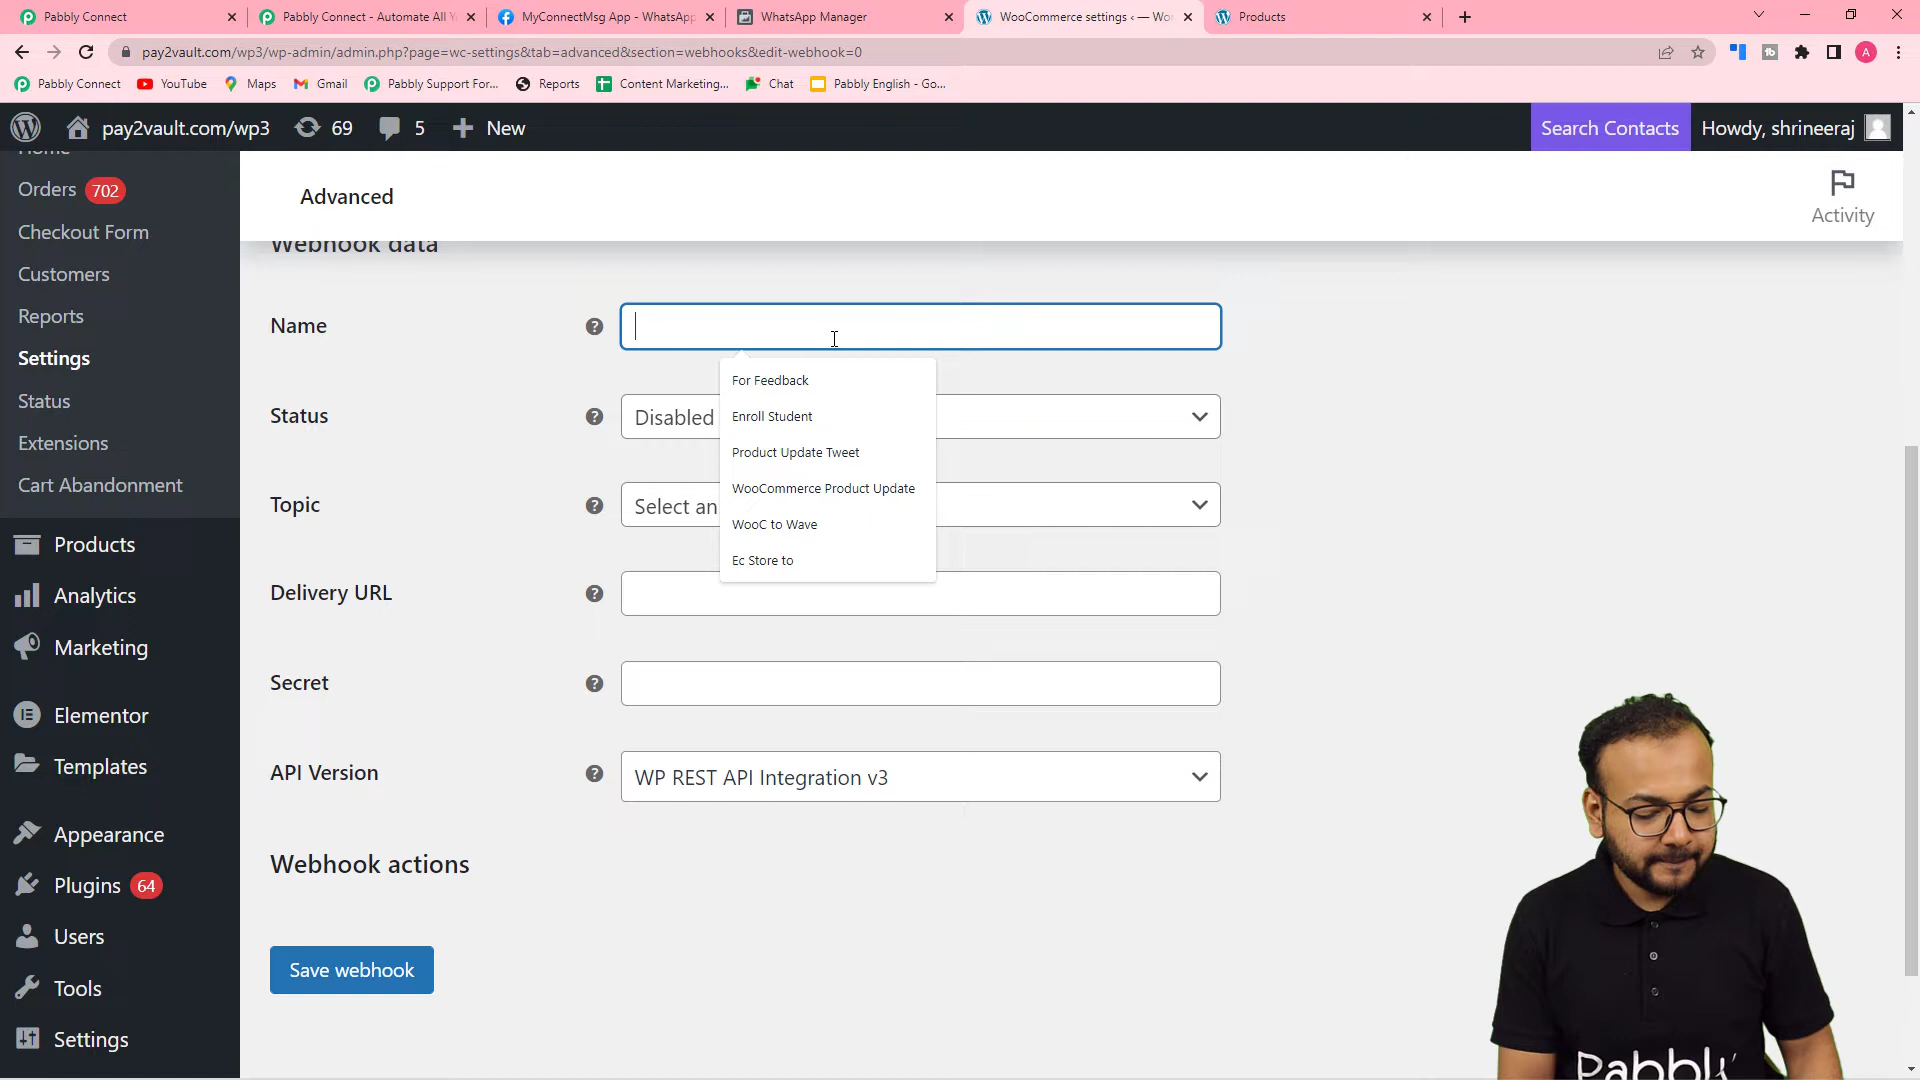 Pabbly Connect
Pabbly Connect - Automate All Y
MyConnectMsg App - WhatsApp
WhatsApp Manager
WooCommerce settings ‹ — Wor
Products
pay2vault.com/wp3/wp-admin/admin.php?page=wc-settings&tab=advanced&section=webhooks&edit-webhook=0
A
Pabbly Connect
YouTube
Maps
Gmail
Pabbly Support For...
Reports
Content Marketing...
Chat
Pabbly English - Go...
pay2vault.com/wp3
69
5
New
Search Contacts
Howdy, shrineeraj
Home
Orders 702
Checkout Form
Customers
Reports
Settings
Status
Extensions
Cart Abandonment
Products
Analytics
Marketing
Elementor
Templates
Appearance
Plugins 64
Users
Tools
Settings
Advanced
Activity
Webhook data
Name
For Feedback
Enroll Student
Product Update Tweet
WooCommerce Product Update
WooC to Wave
Ec Store to
Status
Disabled
Topic
Select an
Delivery URL
Secret
API Version
WP REST API Integration v3
Webhook actions
Save webhook
Pabbly